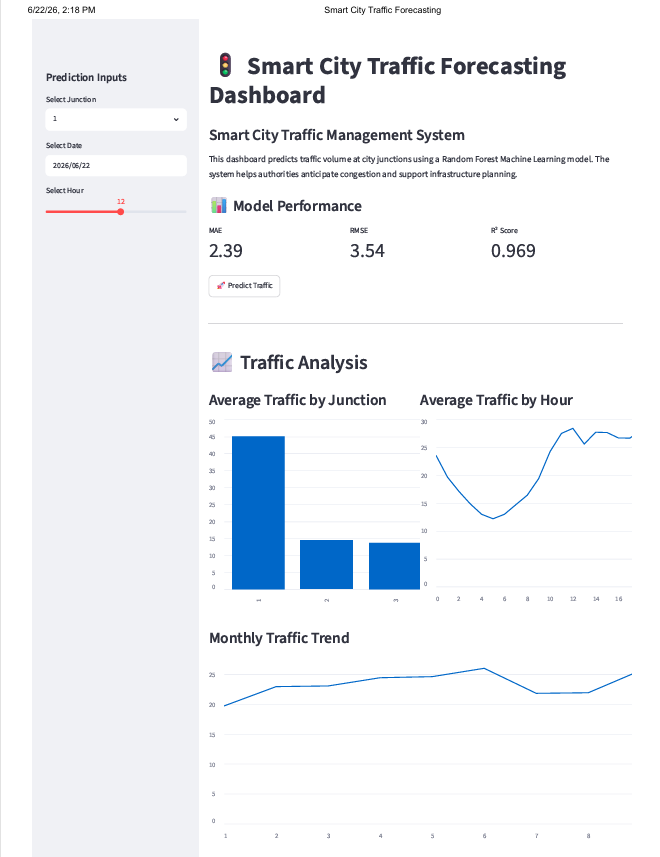 6/22/26, 2:18 PM
Smart City Traffic Forecasting
Prediction Inputs
Select Junction
1
Select Date
2026/06/22
Select Hour
12
Smart City Traffic Forecasting
Dashboard
Smart City Traffic Management System
This dashboard predicts traffic volume at city junctions using a Random Forest Machine Learning model. The
system helps authorities anticipate congestion and support infrastructure planning.
Model Performance
MAE
2.39
RMSE
3.54
R² Score
0.969
Predict Traffic
Traffic Analysis
Average Traffic by Junction
50
45
40
35
30
25
20
15
10
5
0
1
2
3
Average Traffic by Hour
30
25
20
15
10
5
0
0 2 4 6 8 10 12 14 16
Monthly Traffic Trend
25
20
15
10
5
0
1 2 3 4 5 6 7 8